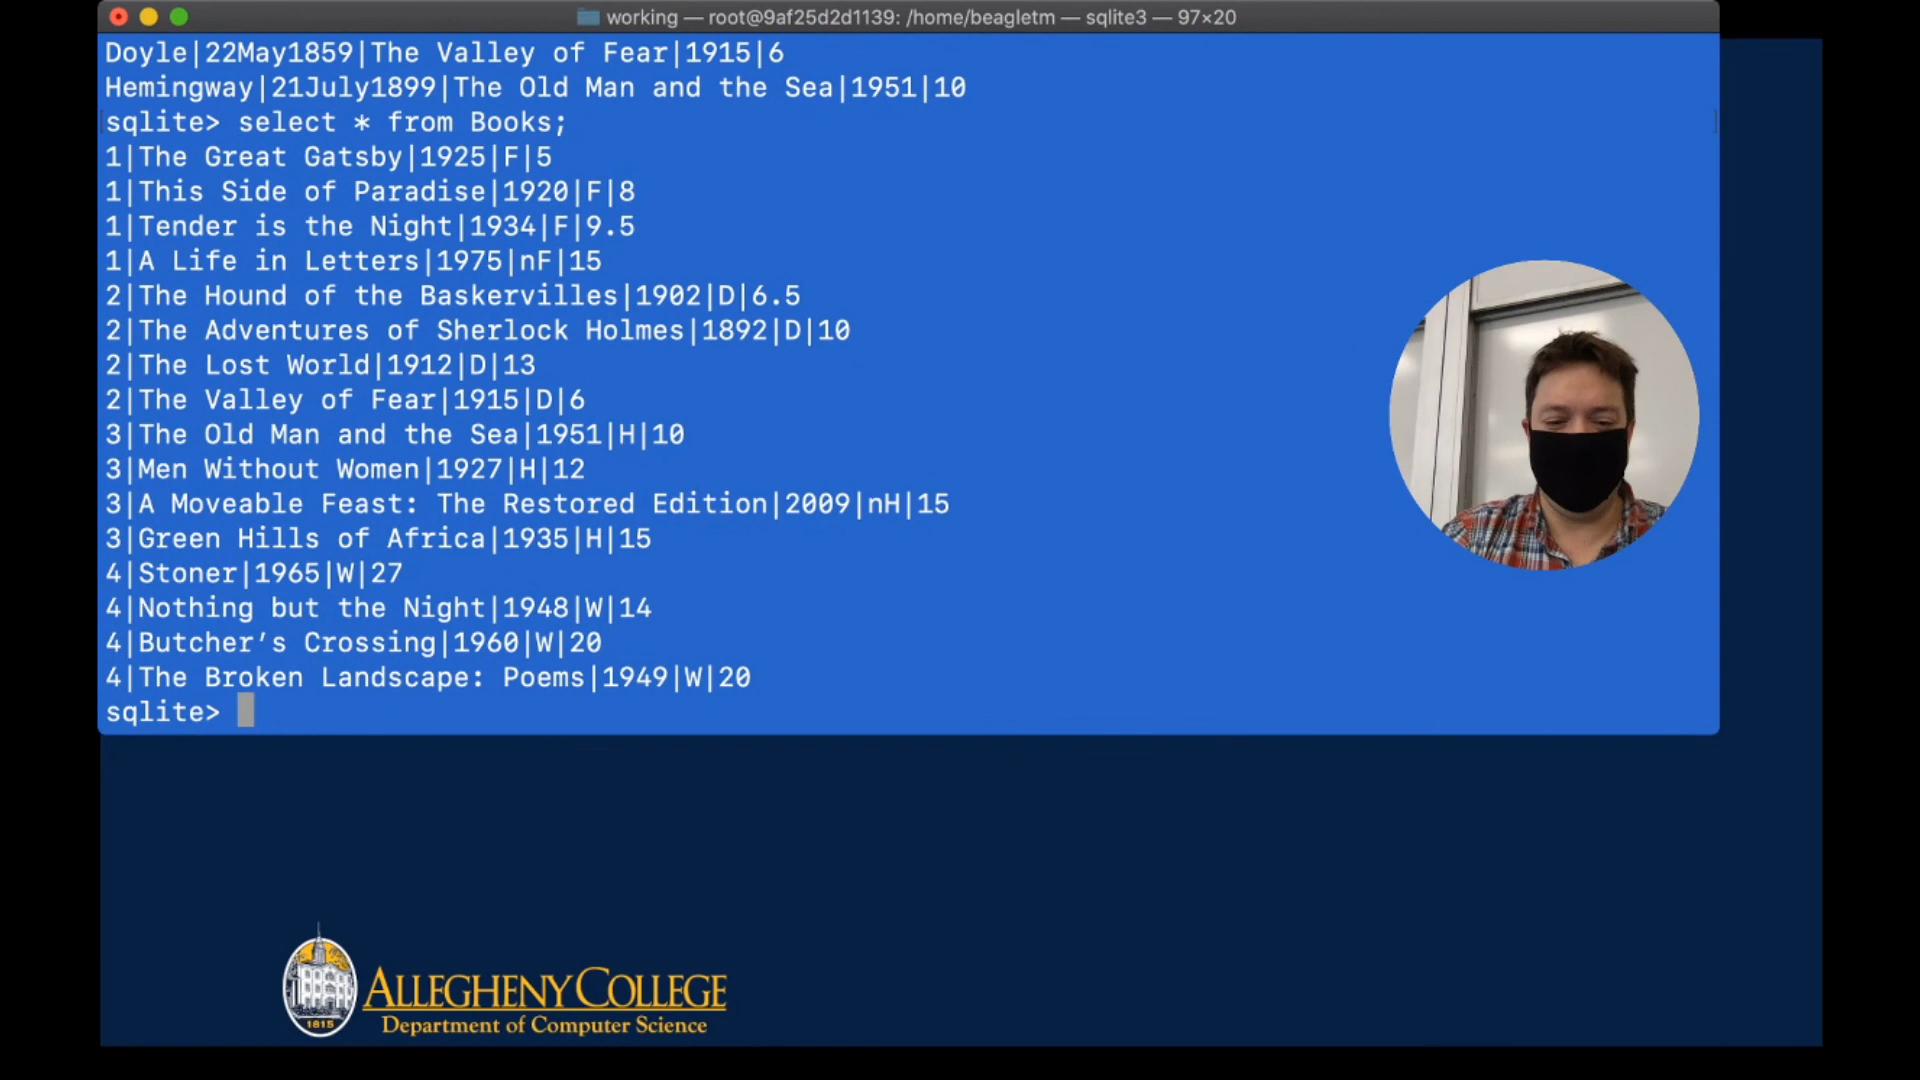 working — root@9af25d2d1139: /home/beagletm — sqlite3 — 97×20
Doyle|22May1859|The Valley of Fear|1915|6
Hemingway|21July1899|The Old Man and the Sea|1951|10
sqlite> select * from Books;
1|The Great Gatsby|1925|F|5
1|This Side of Paradise|1920|F|8
1|Tender is the Night|1934|F|9.5
1|A Life in Letters|1975|nF|15
2|The Hound of the Baskervilles|1902|D|6.5
2|The Adventures of Sherlock Holmes|1892|D|10
2|The Lost World|1912|D|13
2|The Valley of Fear|1915|D|6
3|The Old Man and the Sea|1951|H|10
3|Men Without Women|1927|H|12
3|A Moveable Feast: The Restored Edition|2009|nH|15
3|Green Hills of Africa|1935|H|15
4|Stoner|1965|W|27
4|Nothing but the Night|1948|W|14
4|Butcher’s Crossing|1960|W|20
4|The Broken Landscape: Poems|1949|W|20
sqlite>
1815
ALLEGHENY COLLEGE
Department of Computer Science